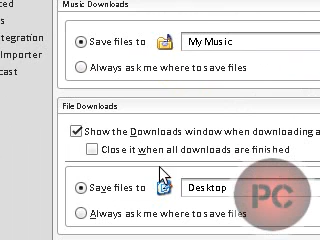 ced
Music Downloads
s
Save files to My Music
tegration
Importer
Always ask me where to save files
cast
File Downloads
Show the Downloads window when downloading a
Close it when all downloads are finished
Save files to Desktop
PC
Always ask me where to save files